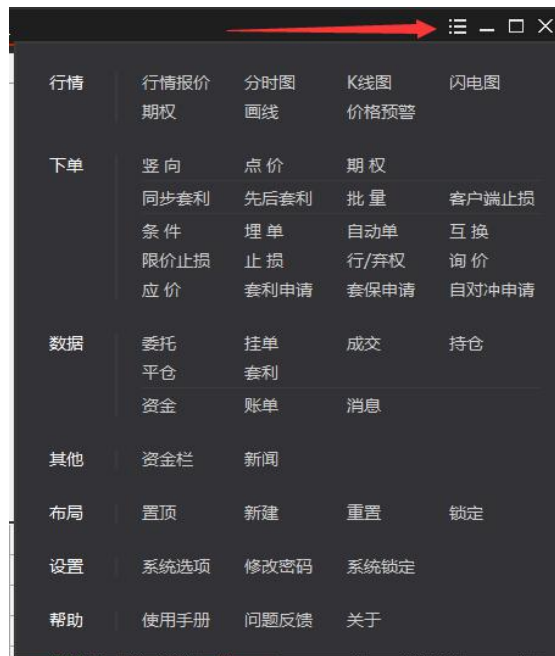 行情 行情报价 分时图 K线图 闪电图
期权 画线 价格预警
下单 竖向 点价 期权
同步套利 先后套利 批量 客户端止损
条件 埋单 自动单 互换
限价止损 止损 行/弃权 询价
应价 套利申请 套保申请 自对冲申请
数据 委托 挂单 成交 持仓
平仓 套利
资金 账单 消息
其他 资金栏 新闻
布局 置顶 新建 重置 锁定
设置 系统选项 修改密码 系统锁定
帮助 使用手册 问题反馈 关于